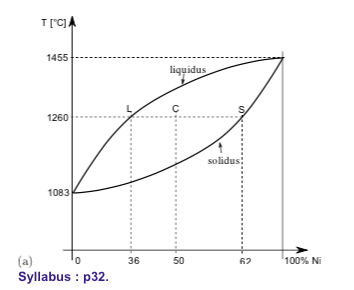 T [°C]
1455
liquidus
L C S
1260
solidus
1083
0 36 50 62 100% Ni
(a)
Syllabus : p32.